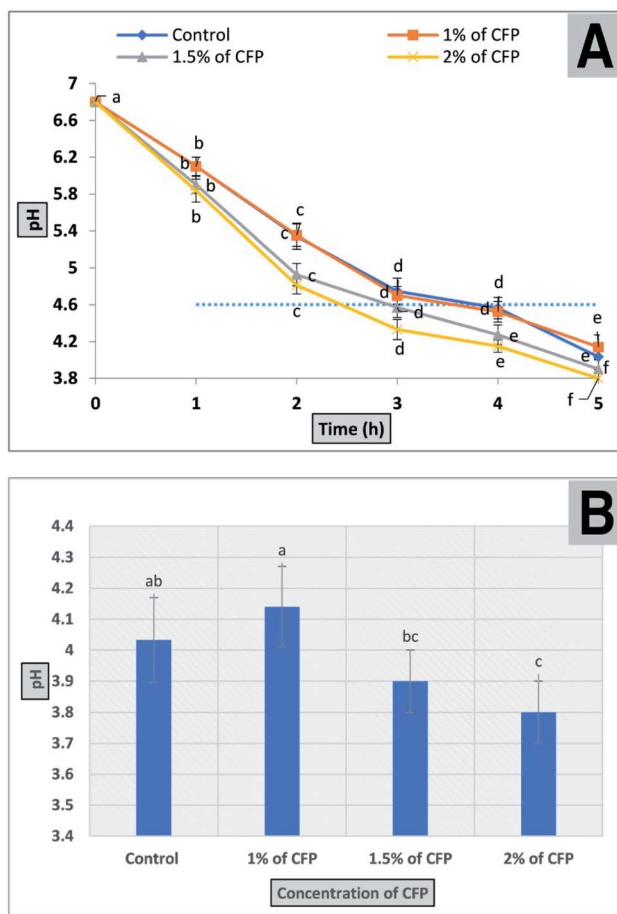 Control
1% of CFP
1.5% of CFP
2% of CFP
A
7
a
6.6
b
6.2
b
b
5.8
b
pH
5.4
c
c
5
c
d
d
4.6
c
d
d
d
e
4.2
d
e
e
e
f
3.8
f
0
1
2
3
4
5
Time (h)
B
4.4
4.3
a
ab
4.2
4.1
4
bc
c
pH
3.9
3.8
3.7
3.6
3.5
3.4
Control
1% of CFP
1.5% of CFP
2% of CFP
Concentration of CFP